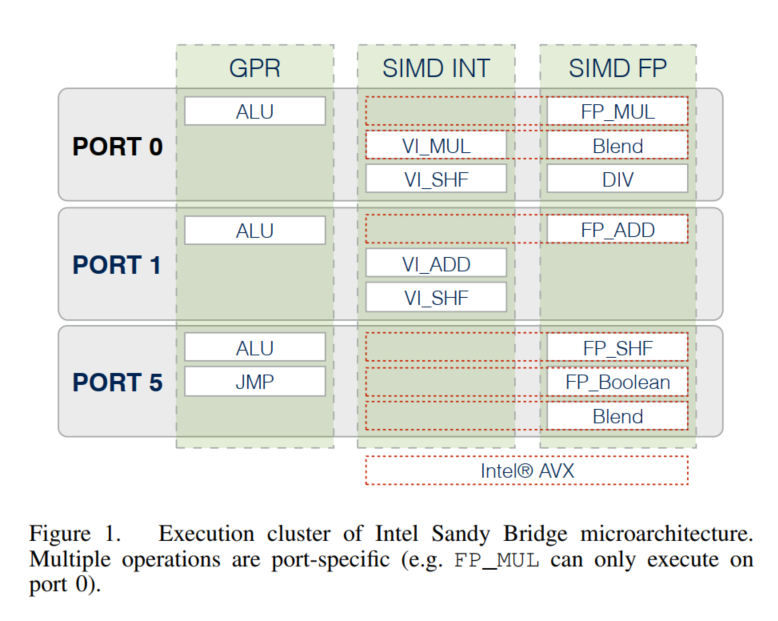 GPR SIMD INT SIMD FP
PORT 0
ALU FP_MUL
VI_MUL Blend
VI_SHF DIV
PORT 1
ALU FP_ADD
VI_ADD
VI_SHF
PORT 5
ALU FP_SHF
JMP FP_Boolean
Blend
Intel® AVX
Figure 1. Execution cluster of Intel Sandy Bridge microarchitecture.
Multiple operations are port-specific (e.g. FP_MUL can only execute on
port 0).